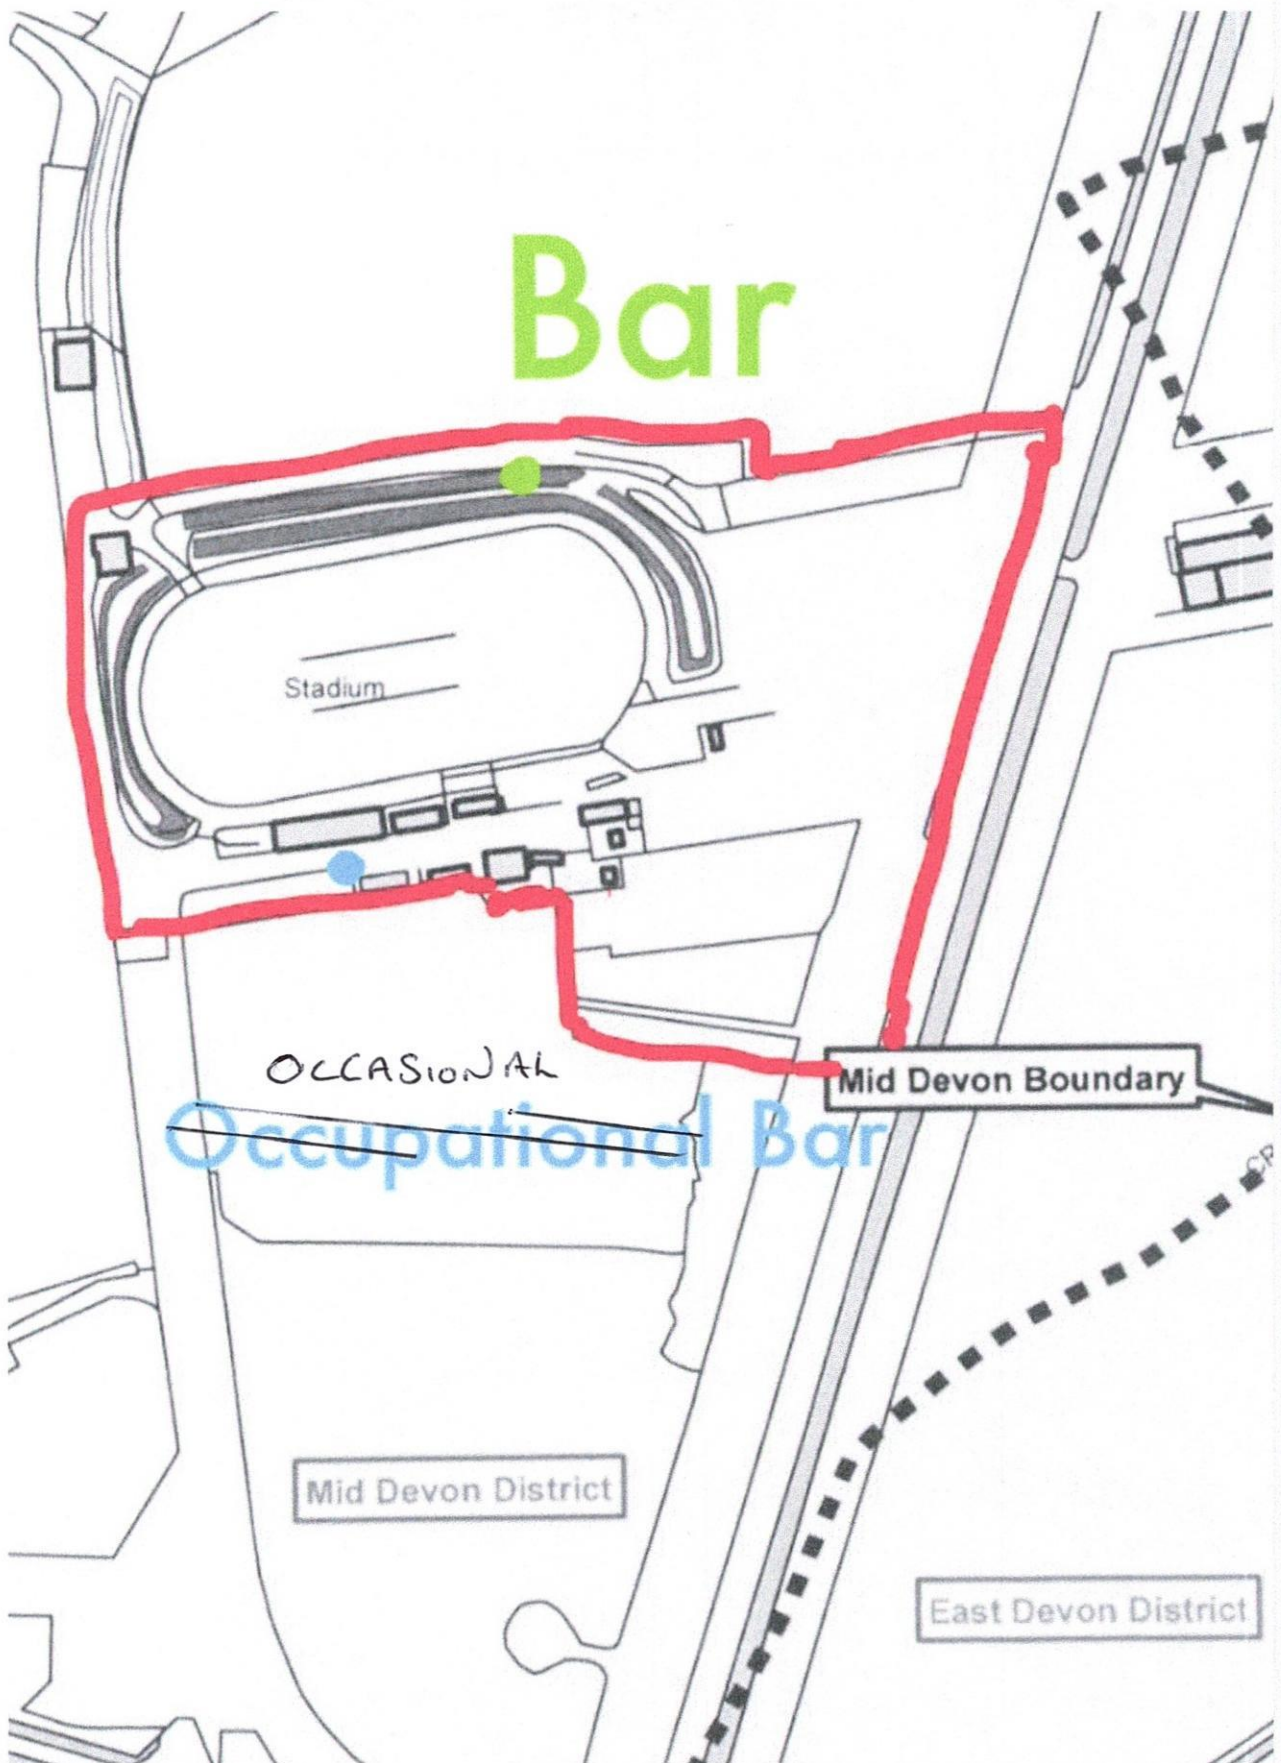 Bar
Stadium
OCCASIONAL
Occupational Bar
Mid Devon Boundary
Mid Devon District
East Devon District